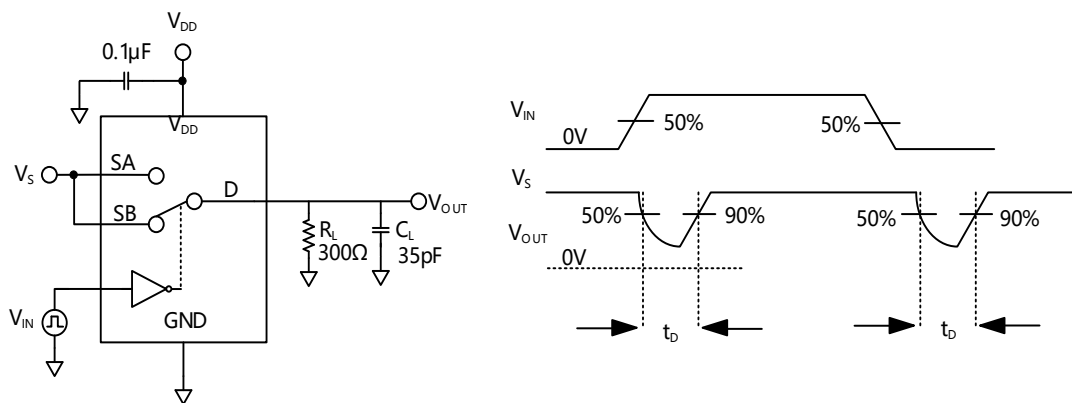 V_DD
0.1μF
V_DD
V_S
SA
SB
D
V_OUT
R_L
300Ω
C_L
35pF
V_IN
GND
V_IN
0V
50%
50%
V_S
V_OUT
50%
90%
50%
90%
0V
t_D
t_D